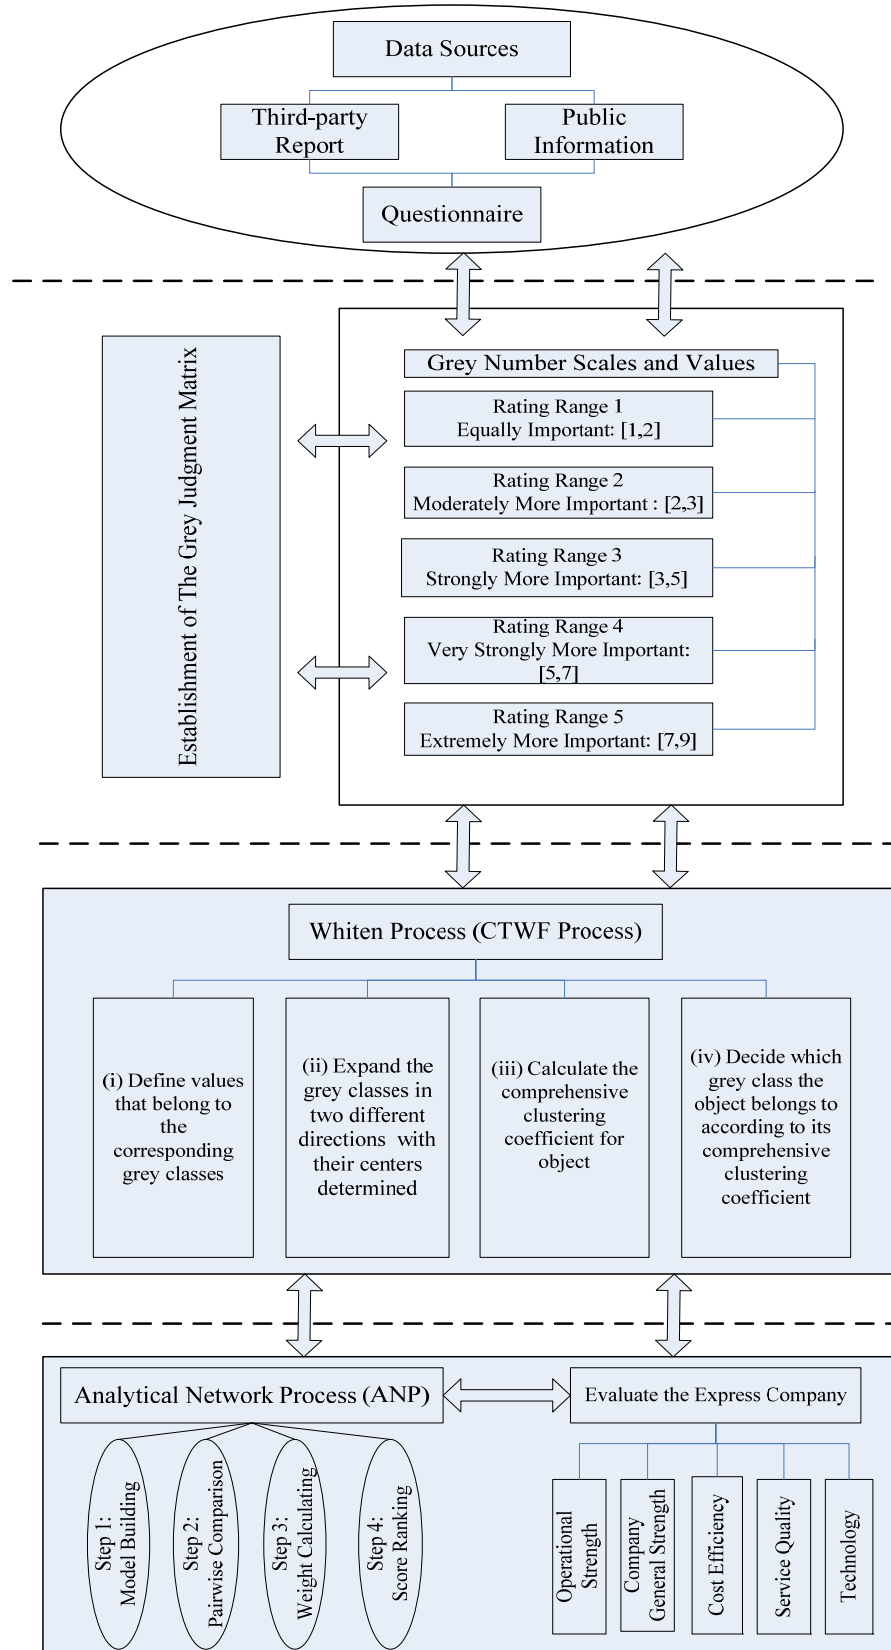 Data Sources
Third-party
Report
Public
Information
Questionnaire
Establishment of The Grey Judgment Matrix
Grey Number Scales and Values
Rating Range 1
Equally Important: [1,2]
Rating Range 2
Moderately More Important : [2,3]
Rating Range 3
Strongly More Important: [3,5]
Rating Range 4
Very Strongly More Important:
[5,7]
Rating Range 5
Extremely More Important: [7,9]
Whiten Process (CTWF Process)
(i) Define values
that belong to
the
corresponding
grey classes
(ii) Expand the
grey classes in
two different
directions with
their centers
determined
(iii) Calculate the
comprehensive
clustering
coefficient for
object
(iv) Decide which
grey class the
object belongs to
according to its
comprehensive
clustering
coefficient
Analytical Network Process (ANP)
Evaluate the Express Company
Step 1:
Model Building
Step 2:
Pairwise Comparison
Step 3:
Weight Calculating
Step 4:
Score Ranking
Operational
Strength
Company
General Strength
Cost Efficiency
Service Quality
Technology